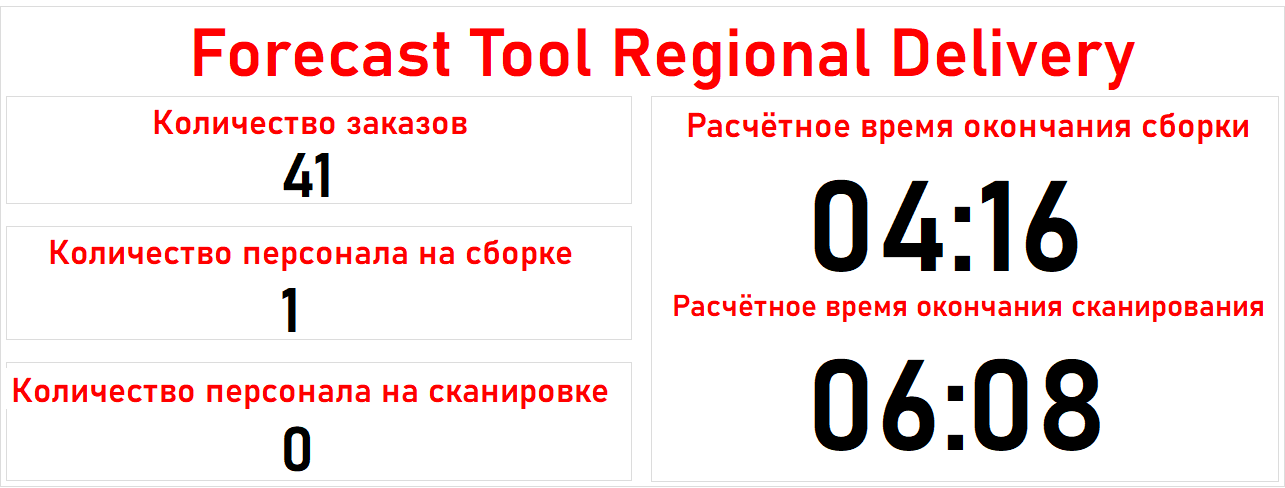 Forecast Tool Regional Delivery
Количество заказов
41
Количество персонала на сборке
1
Количество персонала на сканировке
0
Расчётное время окончания сборки
04:16
Расчётное время окончания сканирования
06:08